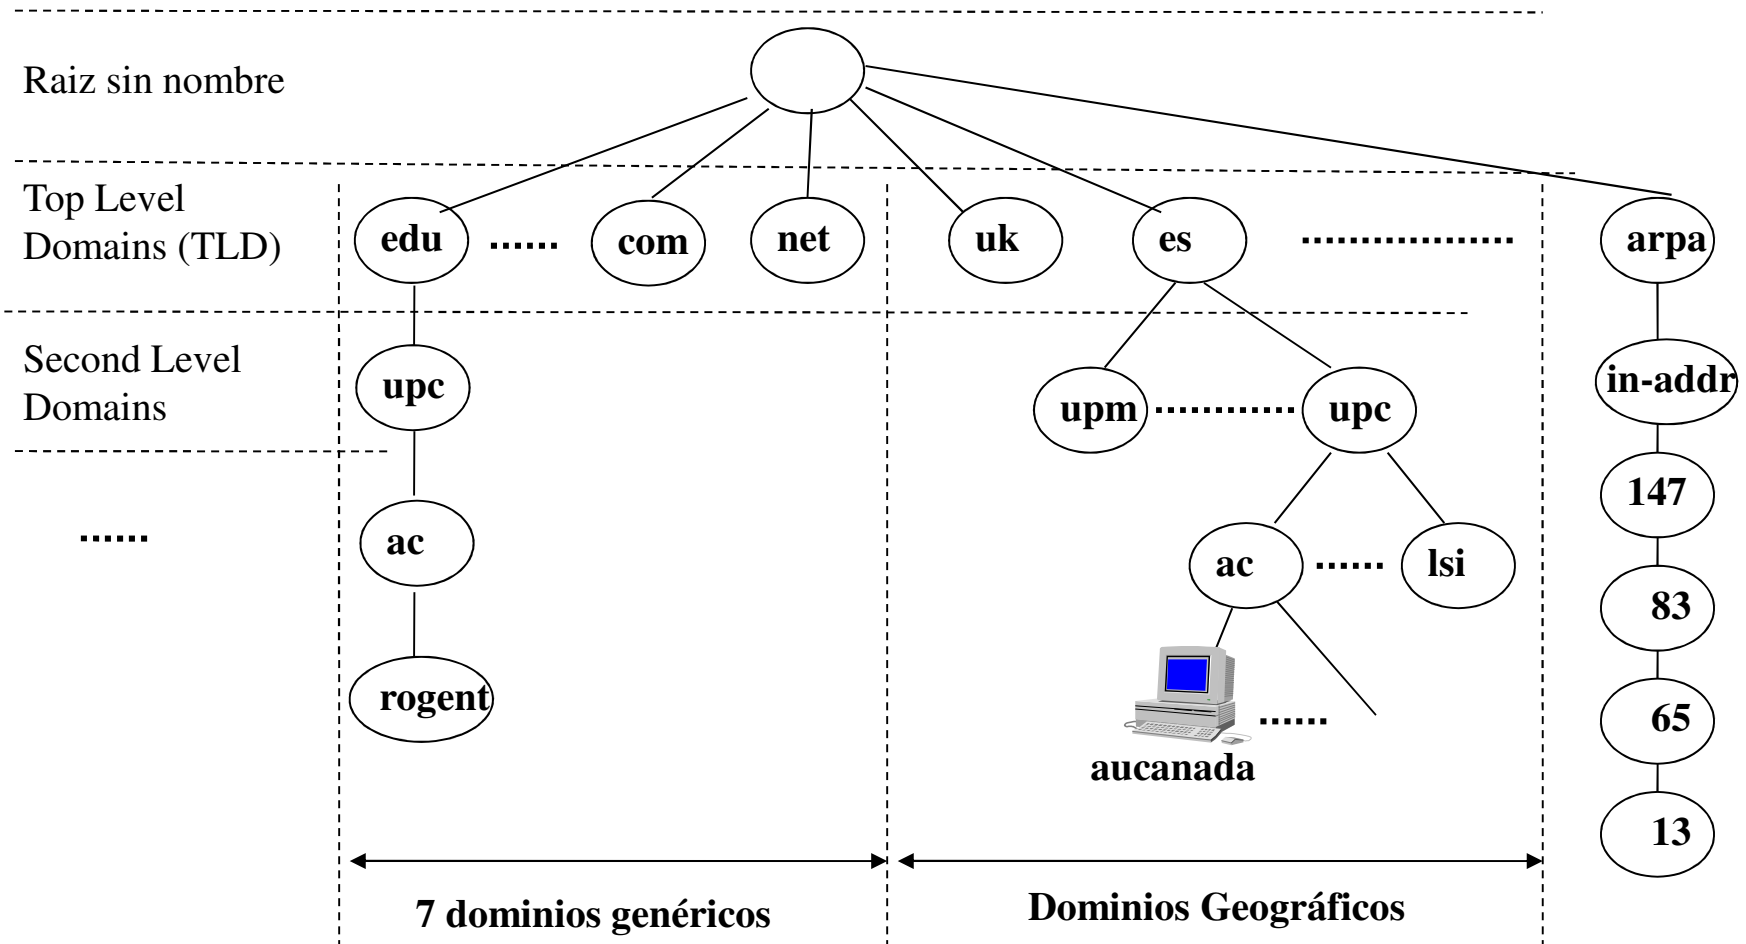 Raiz sin nombre
Top Level
Domains (TLD)
edu ...... com net uk es ...................... arpa
Second Level
Domains
upc upm .............. upc in-addr
147
...... ac ac ...... lsi
83
rogent ......
65
aucanada
13
7 dominios genéricos Dominios Geográficos